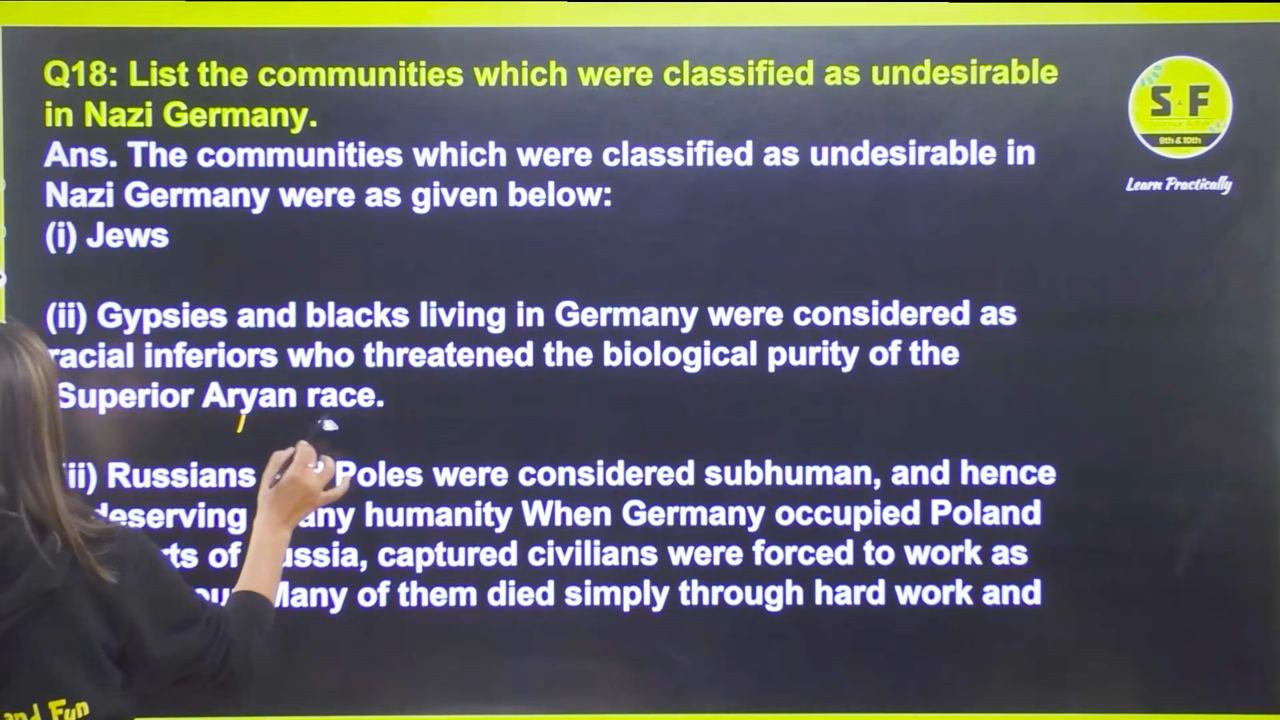 Q18: List the communities which were classified as undesirable
in Nazi Germany.
Ans. The communities which were classified as undesirable in
Nazi Germany were as given below:
(i) Jews
(ii) Gypsies and blacks living in Germany were considered as
racial inferiors who threatened the biological purity of the
Superior Aryan race.
ii) Russians Poles were considered subhuman, and hence
deserving any humanity When Germany occupied Poland
of Russia, captured civilians were forced to work as
Many of them died simply through hard work and
S F
9th & 10th
Learn Practically
and Fun